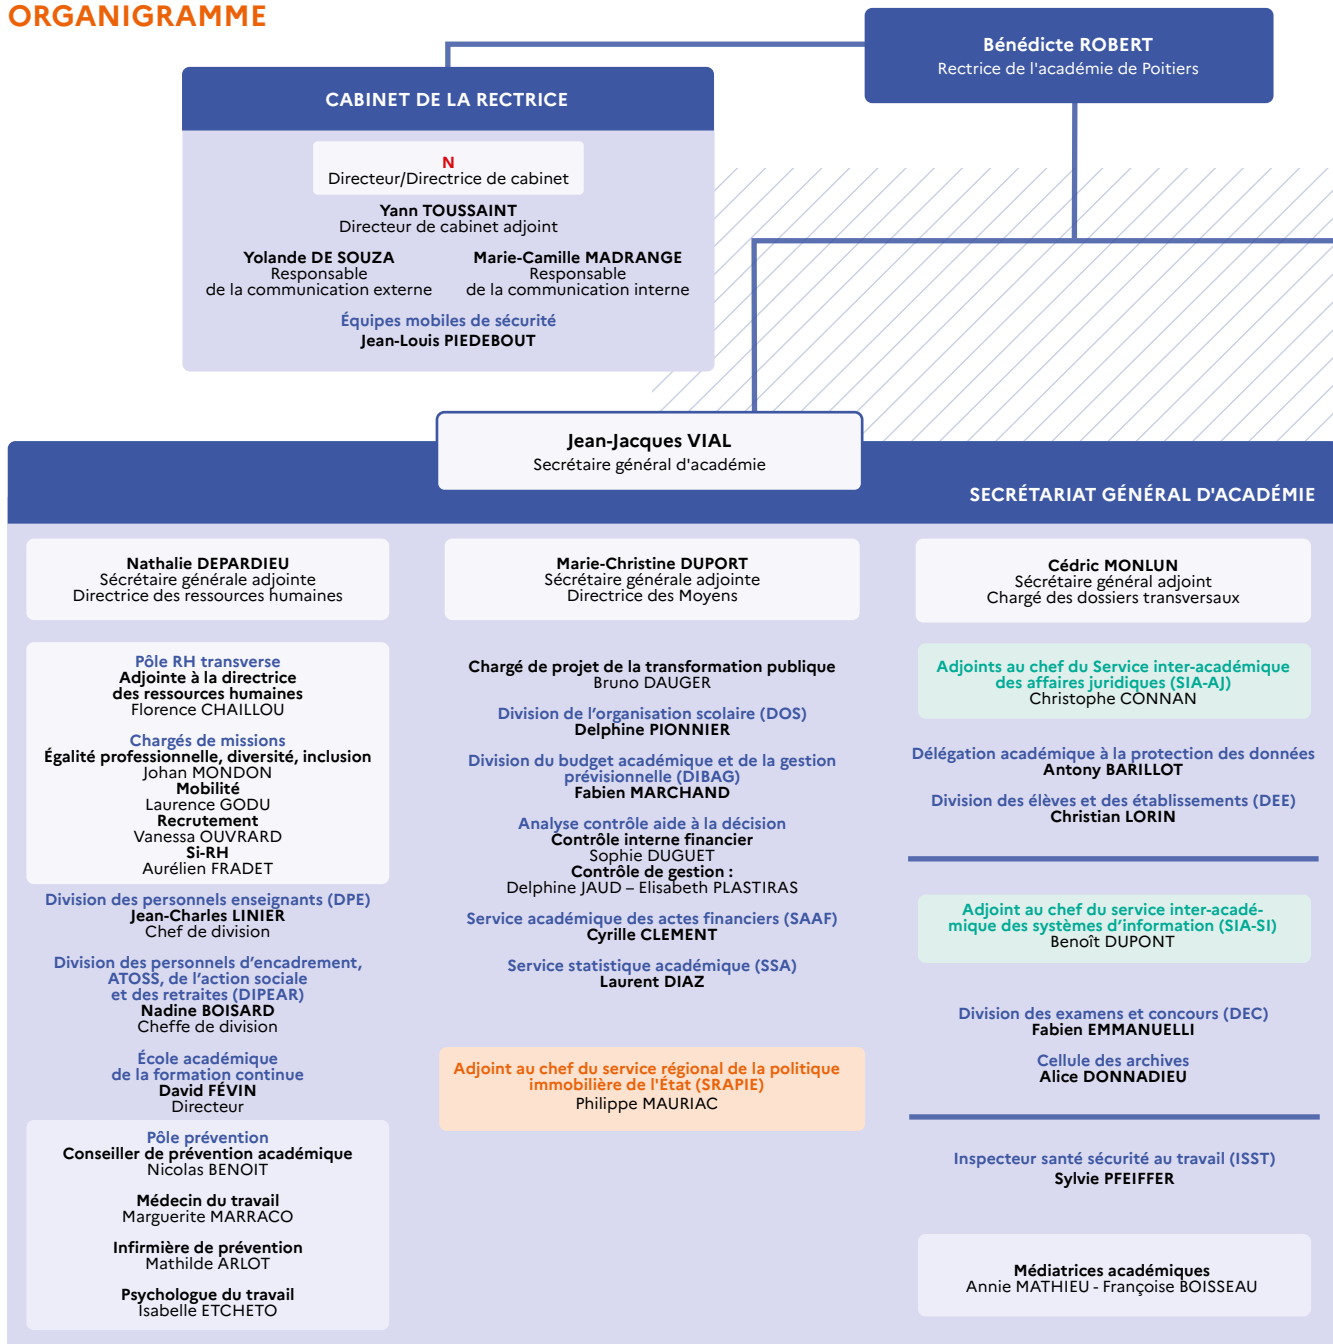 ORGANIGRAMME
Bénédicte ROBERT
Rectrice de l'académie de Poitiers
CABINET DE LA RECTRICE
N
Directeur/Directrice de cabinet
Yann TOUSSAINT
Directeur de cabinet adjoint
Yolande DE SOUZA
Responsable
de la communication externe
Marie-Camille MADRANGE
Responsable
de la communication interne
Équipes mobiles de sécurité
Jean-Louis PIEDEBOUT
Jean-Jacques VIAL
Secrétaire général d'académie
SECRÉTARIAT GÉNÉRAL D'ACADÉMIE
Nathalie DEPARDIEU
Sécrétaire générale adjointe
Directrice des ressources humaines
Pôle RH transverse
Adjointe à la directrice
des ressources humaines
Florence CHAILLOU
Chargés de missions
Égalité professionnelle, diversité, inclusion
Johan MONDON
Mobilité
Laurence GODU
Recrutement
Vanessa OUVRARD
Si-RH
Aurélien FRADET
Division des personnels enseignants (DPE)
Jean-Charles LINIER
Chef de division
Division des personnels d’encadrement,
ATOSS, de l’action sociale
et des retraites (DIPEAR)
Nadine BOISARD
Cheffe de division
École académique
de la formation continue
David FÉVIN
Directeur
Pôle prévention
Conseiller de prévention académique
Nicolas BENOIT
Médecin du travail
Marguerite MARRACO
Infirmière de prévention
Mathilde ARLOT
Psychologue du travail
Isabelle ETCHETO
Marie-Christine DUPORT
Sécrétaire générale adjointe
Directrice des Moyens
Chargé de projet de la transformation publique
Bruno DAUGER
Division de l’organisation scolaire (DOS)
Delphine PIONNIER
Division du budget académique et de la gestion
prévisionnelle (DIBAG)
Fabien MARCHAND
Analyse contrôle aide à la décision
Contrôle interne financier
Sophie DUGUET
Contrôle de gestion :
Delphine JAUD – Elisabeth PLASTIRAS
Service académique des actes financiers (SAAF)
Cyrille CLEMENT
Service statistique académique (SSA)
Laurent DIAZ
Adjoint au chef du service régional de la politique
immobilière de l'État (SRAPIE)
Philippe MAURIAC
Cédric MONLUN
Sécrétaire général adjoint
Chargé des dossiers transversaux
Adjoints au chef du Service inter-académique
des affaires juridiques (SIA-AJ)
Christophe CONNAN
Délégation académique à la protection des données
Antony BARILLOT
Division des élèves et des établissements (DEE)
Christian LORIN
Adjoint au chef du service inter-acadé-
mique des systèmes d’information (SIA-SI)
Benoît DUPONT
Division des examens et concours (DEC)
Fabien EMMANUELLI
Cellule des archives
Alice DONNADIEU
Inspecteur santé sécurité au travail (ISST)
Sylvie PFEIFFER
Médiatrices académiques
Annie MATHIEU - Françoise BOISSEAU